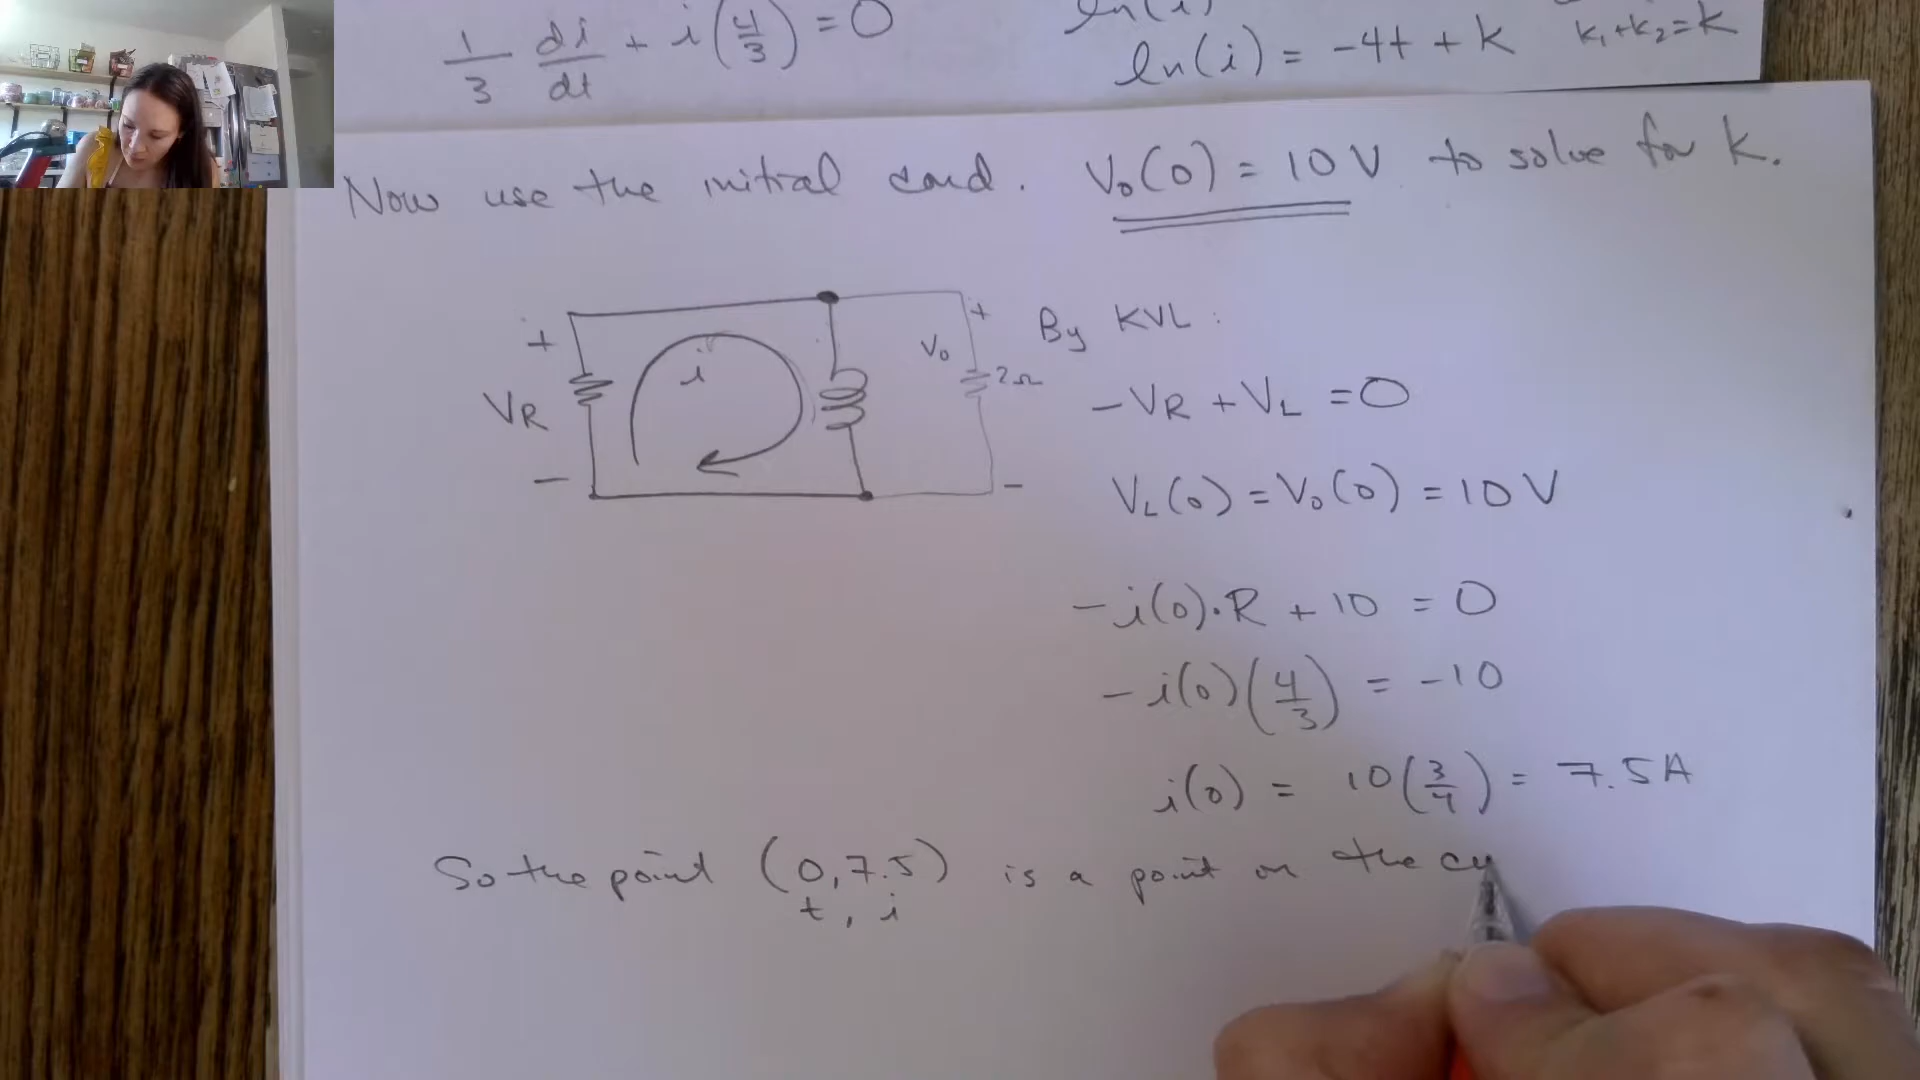 1/3 di/dt + i(4/3) = 0
ln(i)
ln(i) = -4t + k
k₁+k₂=k
Now use the initial cond. V₀(0) = 10V to solve for k.
+
VR
−
i
+
V₀
2Ω
−
By KVL:
-VR + VL = 0
VL(0) = V₀(0) = 10 V
-i(0)·R + 10 = 0
-i(0)(4/3) = -10
i(0) = 10(3/4) = 7.5A
So the point (0,7.5) is a point on the cu
t, i